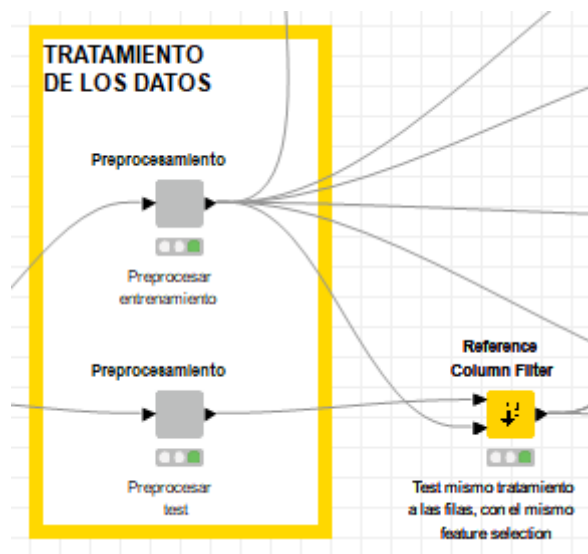 TRATAMIENTO
DE LOS DATOS
Preprocesamiento
Preprocesar
entrenamiento
Preprocesamiento
Preprocesar
test
Reference
Column Filter
Test mismo tratamiento
a las filas, con el mismo
feature selection